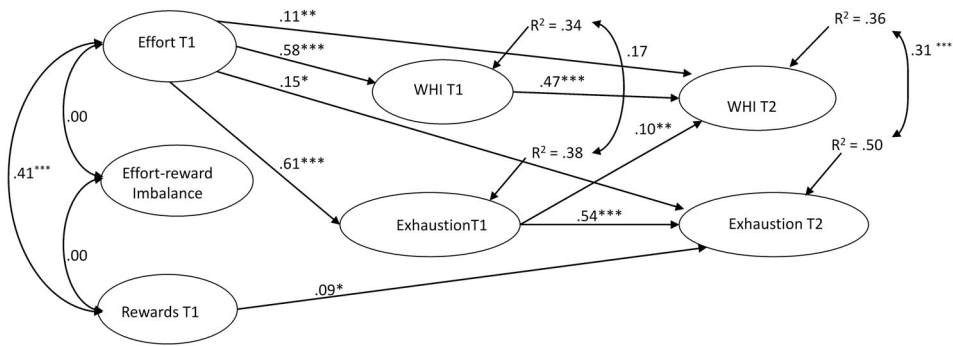 .11**
R² = .34
R² = .36
Effort T1
.58***
.17
.31 ***
.15*
WHI T1
.47***
WHI T2
.00
.10**
R² = .38
R² = .50
.41***
Effort-reward
Imbalance
.61***
ExhaustionT1
.54***
Exhaustion T2
.00
.09*
Rewards T1